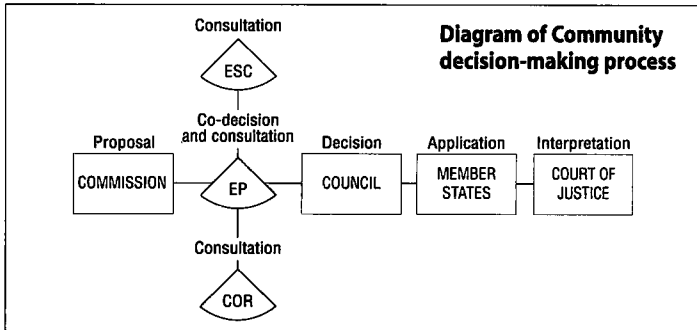 Diagram of Community
decision-making process
Consultation
ESC
Co-decision
and consultation
Proposal
COMMISSION
EP
Decision
COUNCIL
Application
MEMBER
STATES
Interpretation
COURT OF
JUSTICE
Consultation
COR